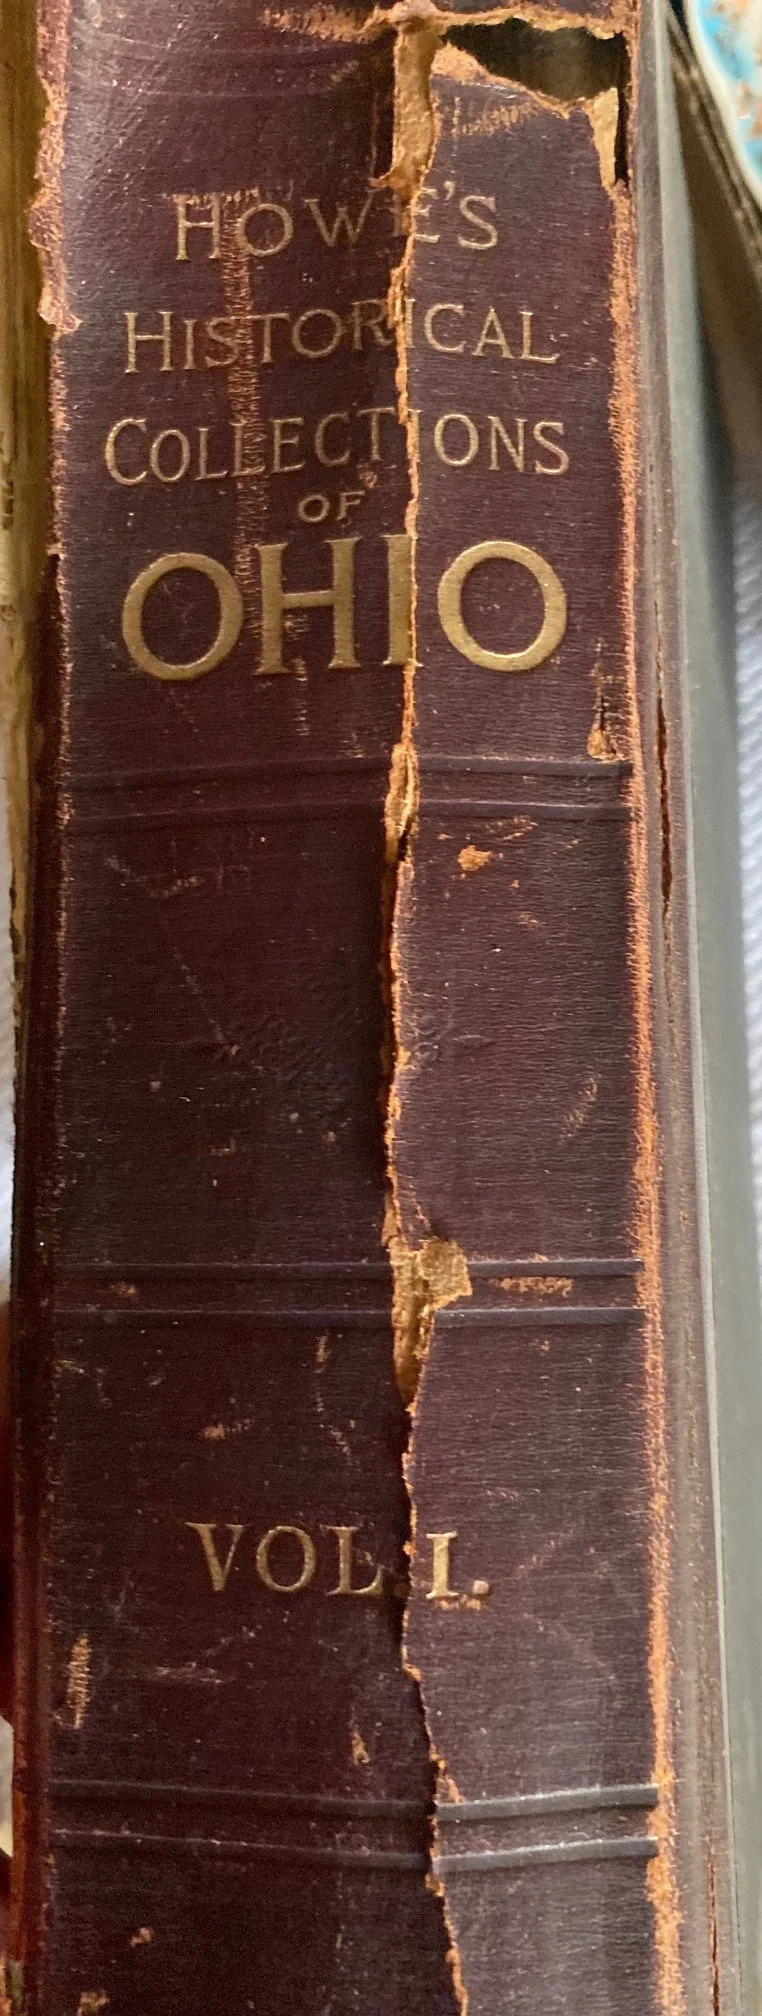 HOWE'S
HISTORICAL
COLLECTIONS
OF
OHIO
VOL. I.